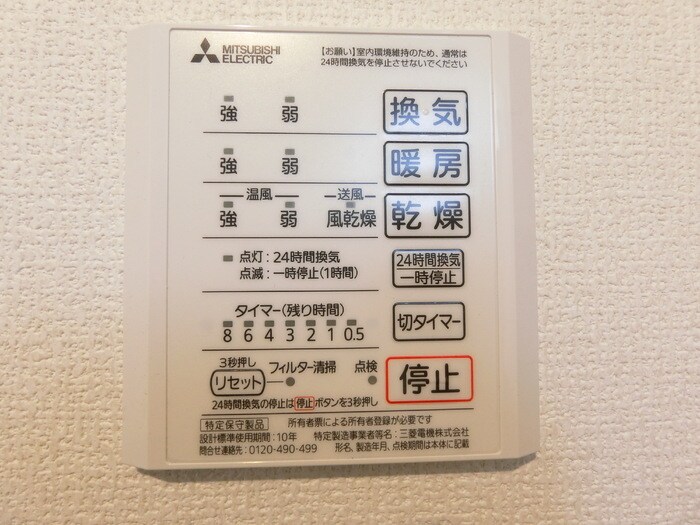 MITSUBISHI
ELECTRIC
【お願い】室内環境維持のため、通常は
24時間換気を停止させないでください
強 弱 換気
強 弱 暖房
温風 送風
強 弱 風乾燥 乾燥
点灯：24時間換気
点滅：一時停止(1時間)
24時間換気
一時停止
タイマー(残り時間)
8 6 4 3 2 1 0.5
切タイマー
3秒押し
リセット フィルター清掃 点検
停止
24時間換気の停止は停止ボタンを3秒押し
特定保守製品 所有者票による所有者登録が必要です
設計標準使用期間：10年 特定製造事業者等名：三菱電機株式会社
問合せ連絡先：0120-490-499 形名、製造年月、点検期間は本体に記載